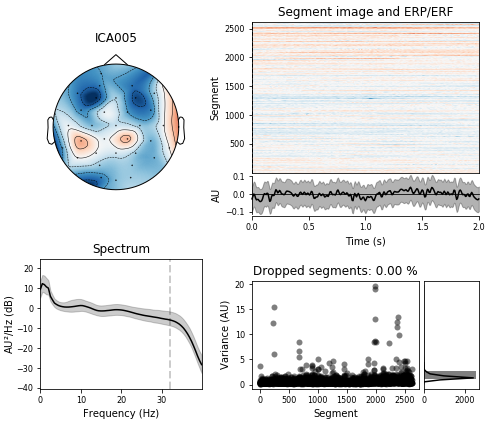 ICA005
Segment image and ERP/ERF
2500
2000
1500
1000
500
Segment
0.1
0.0
−0.1
AU
0.0 0.5 1.0 1.5 2.0
Time (s)
Spectrum
20
10
0
−10
−20
−30
−40
AU²/Hz (dB)
0 10 20 30
Frequency (Hz)
Dropped segments: 0.00 %
20
15
10
5
0
Variance (AU)
0 500 1000 1500 2000 2500
Segment
0 2000